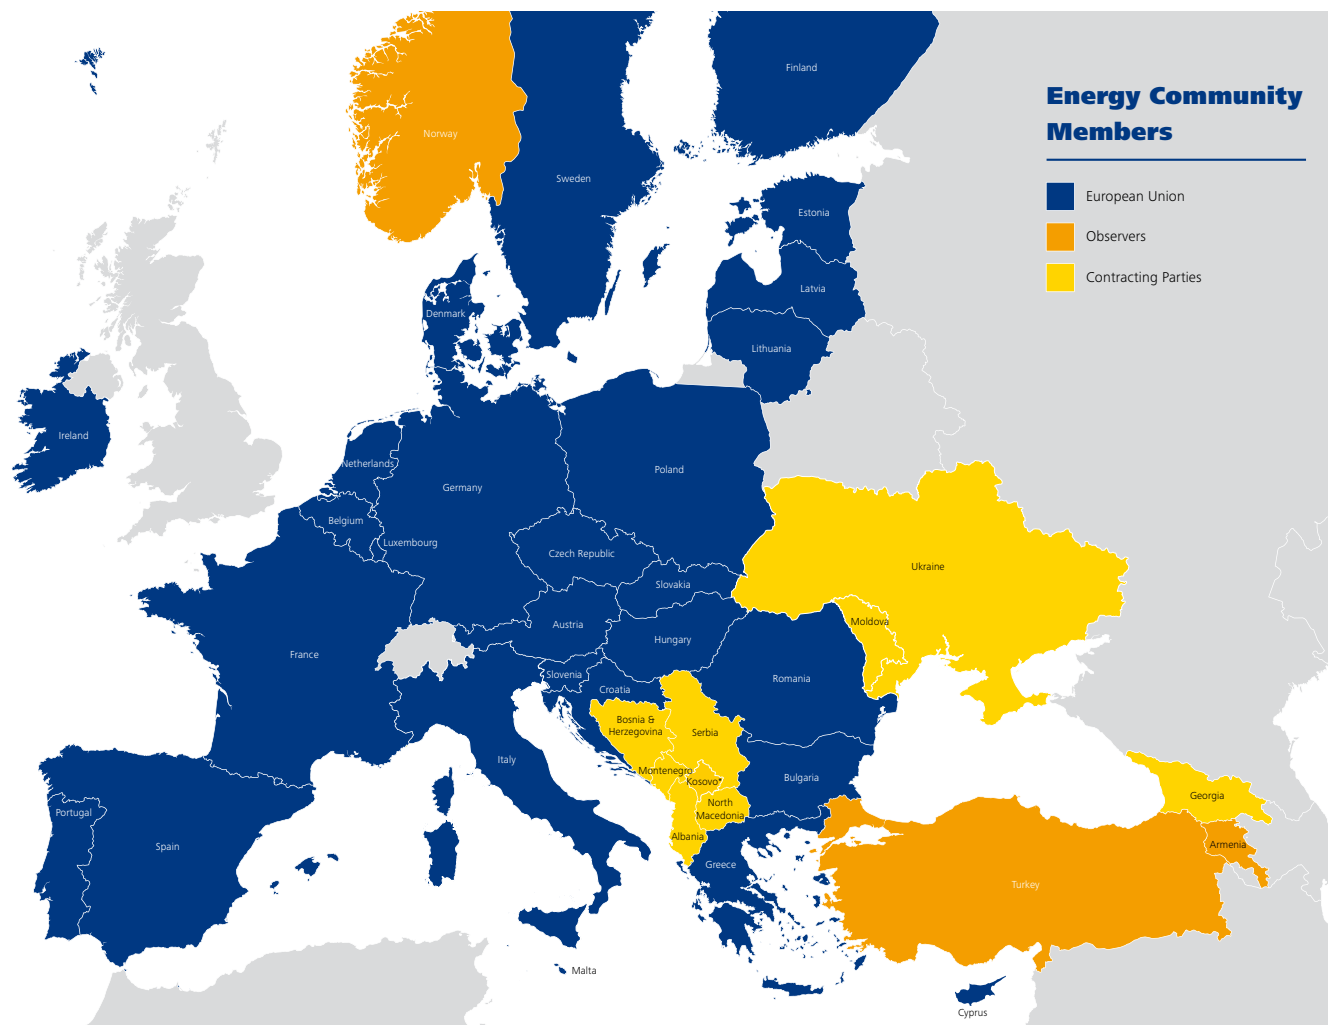 Energy Community
Members
European Union
Observers
Contracting Parties
Finland
Norway
Sweden
Estonia
Latvia
Denmark
Lithuania
Ireland
Netherlands
Poland
Germany
Belgium
Luxembourg
Czech Republic
Ukraine
Slovakia
Austria
Moldova
Hungary
France
Slovenia
Romania
Croatia
Bosnia &
Herzegovina
Serbia
Italy
Montenegro
Kosovo*
Bulgaria
Georgia
North
Macedonia
Portugal
Albania
Armenia
Spain
Greece
Turkey
Malta
Cyprus